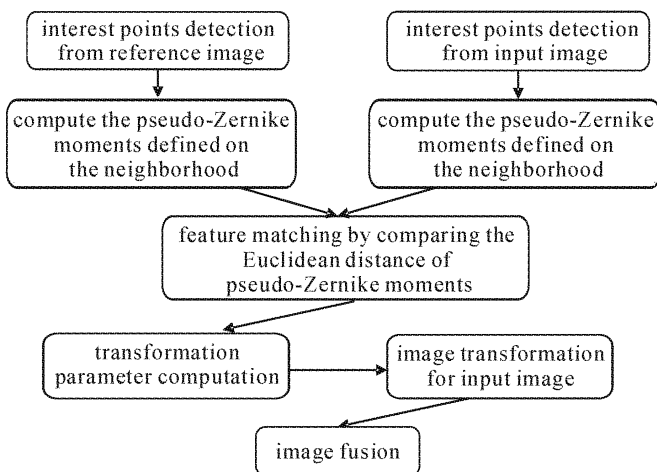 interest points detection
from reference image
interest points detection
from input image
compute the pseudo-Zernike
moments defined on
the neighborhood
compute the pseudo-Zernike
moments defined on
the neighborhood
feature matching by comparing the
Euclidean distance of
pseudo-Zernike moments
transformation
parameter computation
image transformation
for input image
image fusion